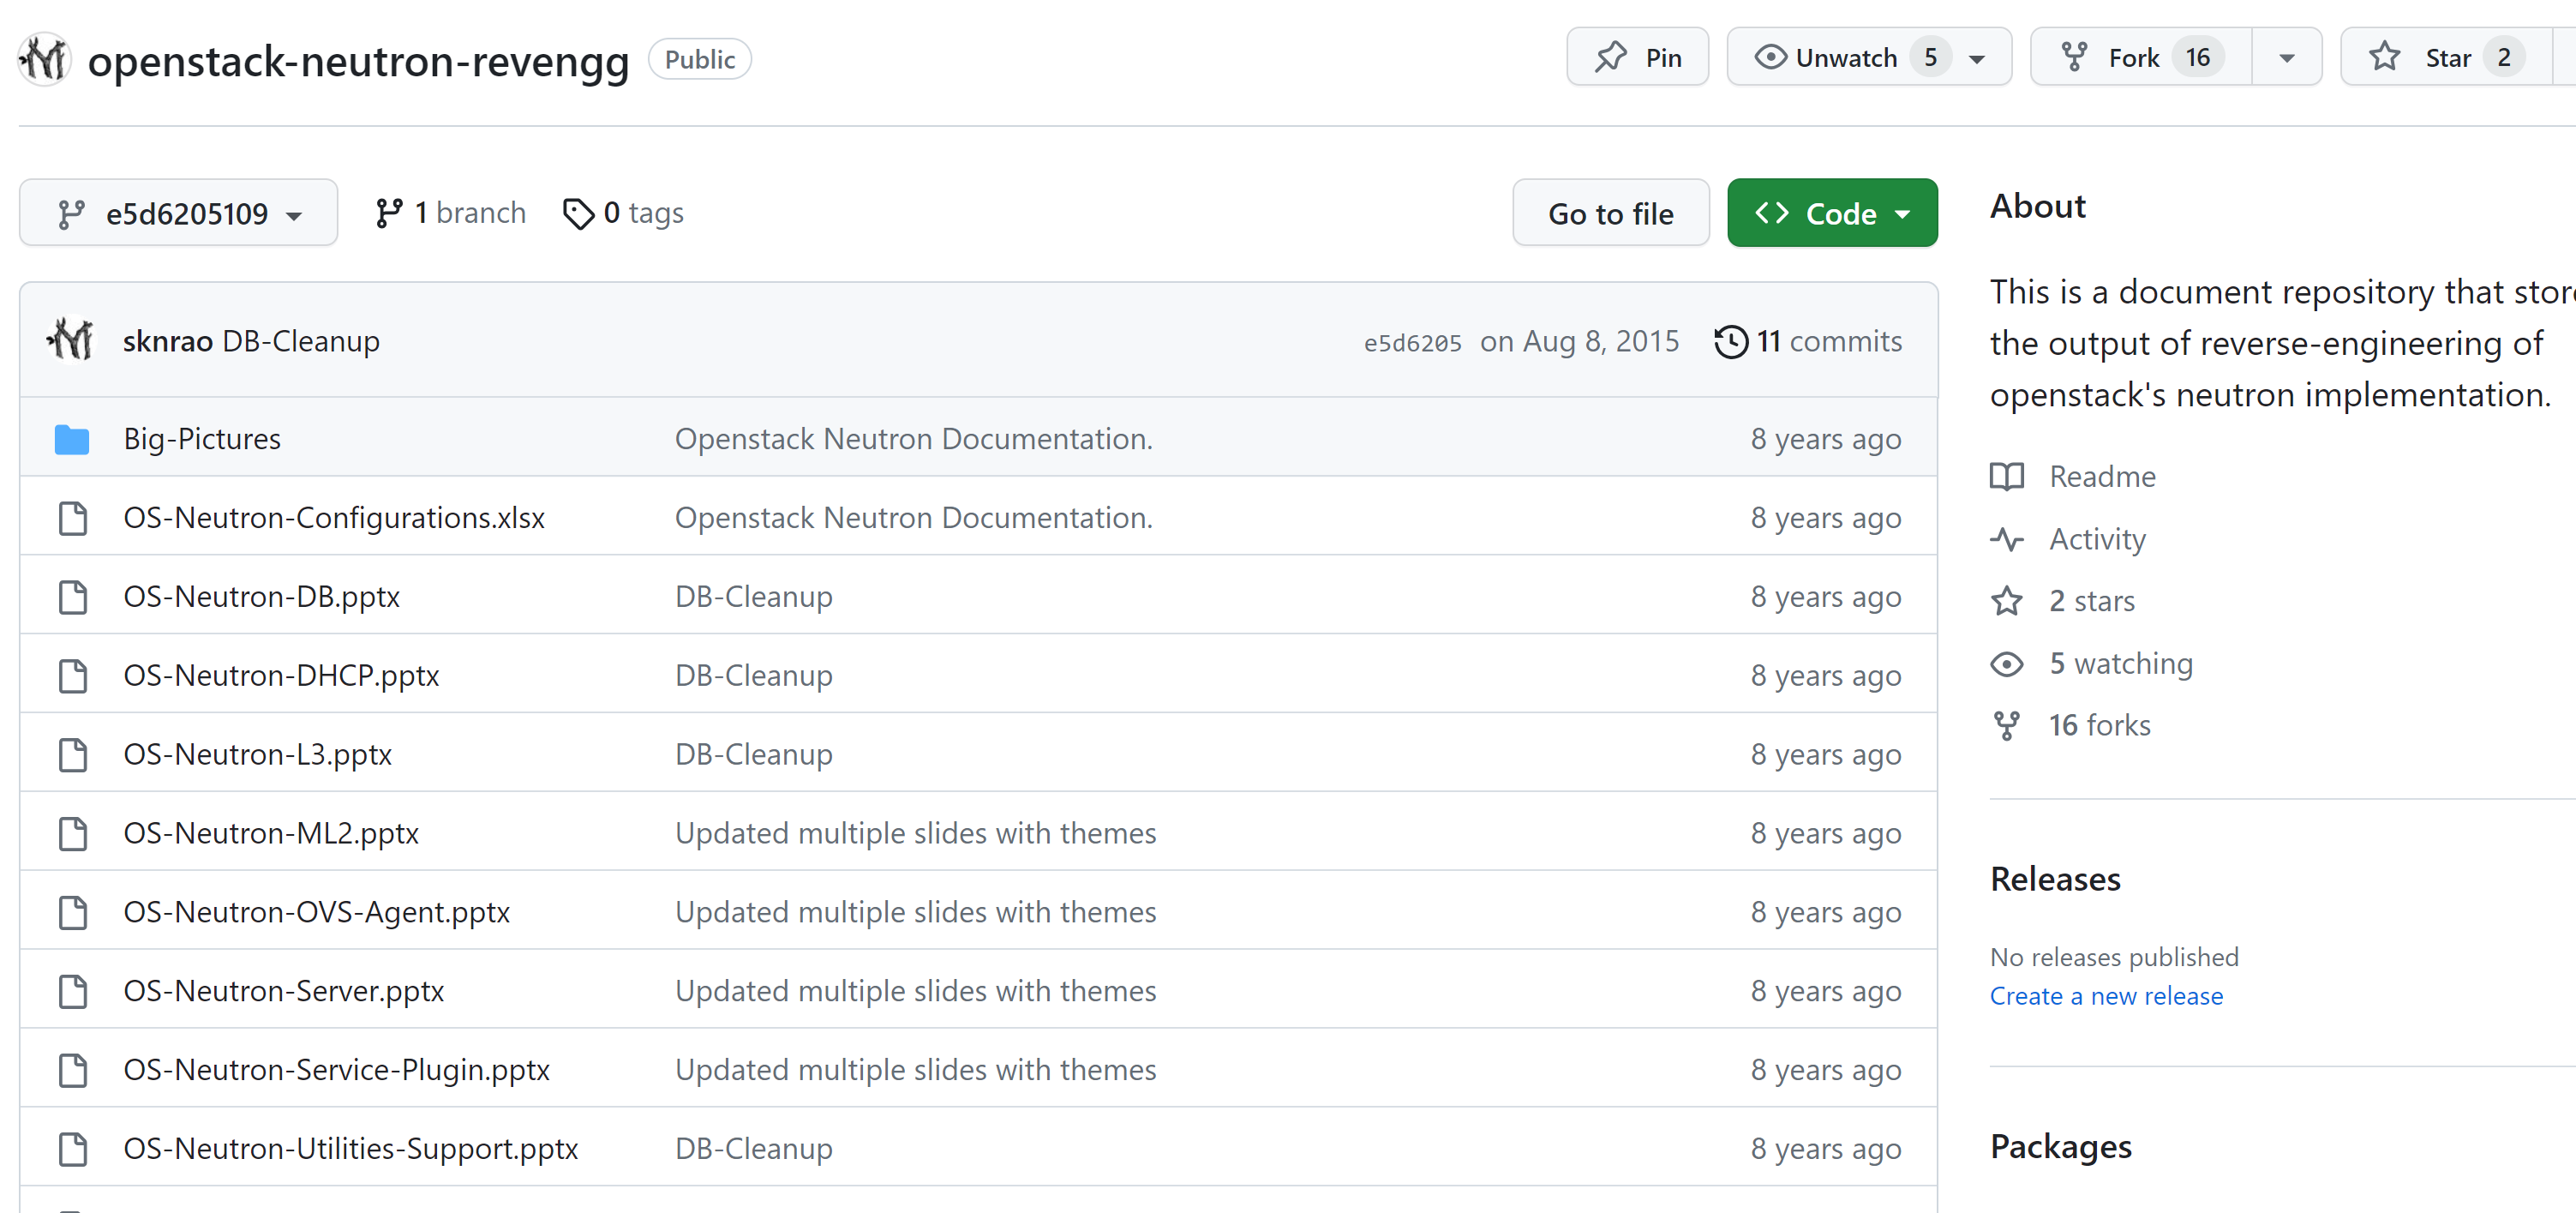 openstack-neutron-revengg Public Pin Unwatch 5 Fork 16 Star 2
e5d6205109 1 branch 0 tags Go to file Code
sknrao DB-Cleanup e5d6205 on Aug 8, 2015 11 commits
Big-Pictures Openstack Neutron Documentation. 8 years ago
OS-Neutron-Configurations.xlsx Openstack Neutron Documentation. 8 years ago
OS-Neutron-DB.pptx DB-Cleanup 8 years ago
OS-Neutron-DHCP.pptx DB-Cleanup 8 years ago
OS-Neutron-L3.pptx DB-Cleanup 8 years ago
OS-Neutron-ML2.pptx Updated multiple slides with themes 8 years ago
OS-Neutron-OVS-Agent.pptx Updated multiple slides with themes 8 years ago
OS-Neutron-Server.pptx Updated multiple slides with themes 8 years ago
OS-Neutron-Service-Plugin.pptx Updated multiple slides with themes 8 years ago
OS-Neutron-Utilities-Support.pptx DB-Cleanup 8 years ago
About
This is a document repository that
the output of reverse-engineering of
openstack's neutron implementation.
Readme
Activity
2 stars
5 watching
16 forks
Releases
No releases published
Create a new release
Packages